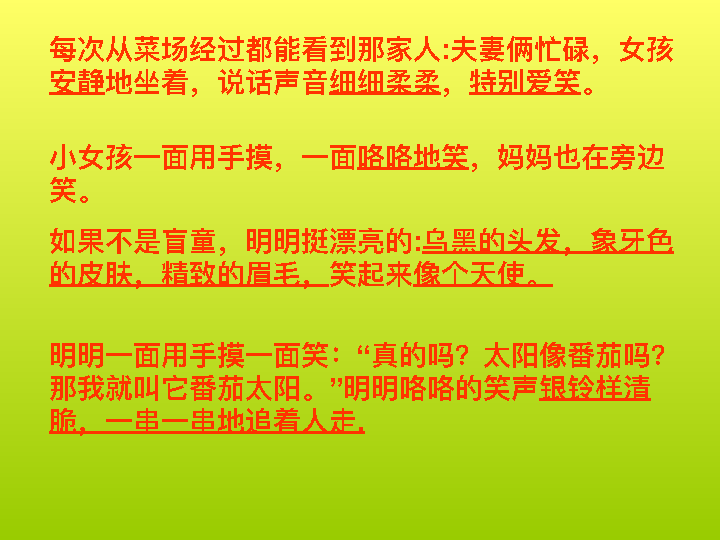 每次从菜场经过都能看到那家人:夫妻俩忙碌，女孩
安静地坐着，说话声音细细柔柔，特别爱笑。
小女孩一面用手摸，一面咯咯地笑，妈妈也在旁边
笑。
如果不是盲童，明明挺漂亮的:乌黑的头发，象牙色
的皮肤，精致的眉毛，笑起来像个天使。
明明一面用手摸一面笑：“真的吗？太阳像番茄吗？
那我就叫它番茄太阳。”明明咯咯的笑声银铃样清
脆，一串一串地追着人走.